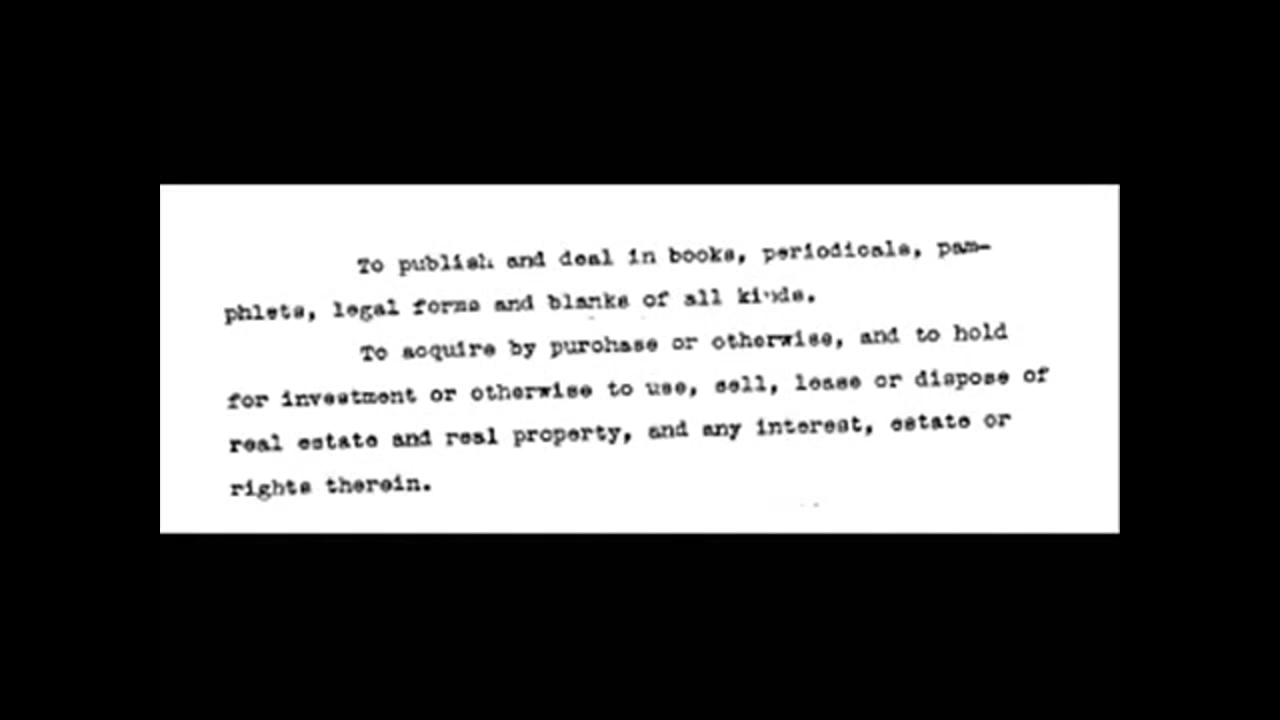 To publish and deal in books, periodicals, pam-
phlets, legal forms and blanks of all kinds.
To acquire by purchase or otherwise, and to hold
for investment or otherwise to use, sell, lease or dispose of
real estate and real property, and any interest, estate or
rights therein.